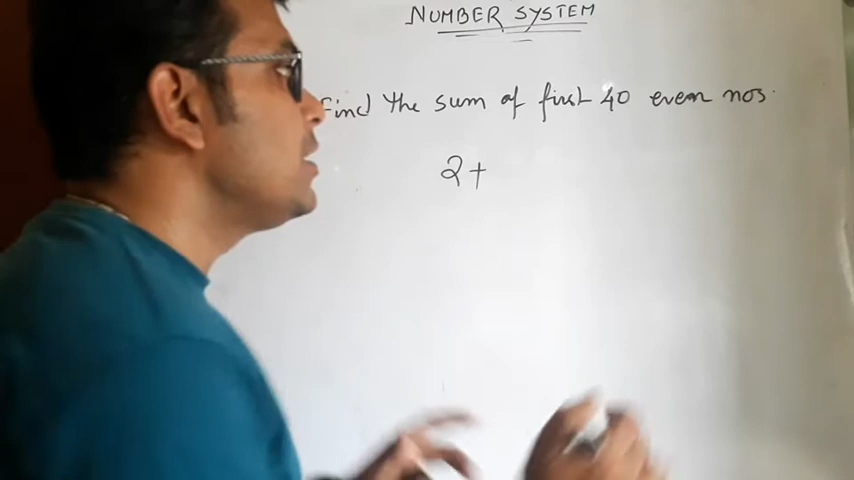 NUMBER SYSTEM
Find the sum of first 40 even nos.
2+